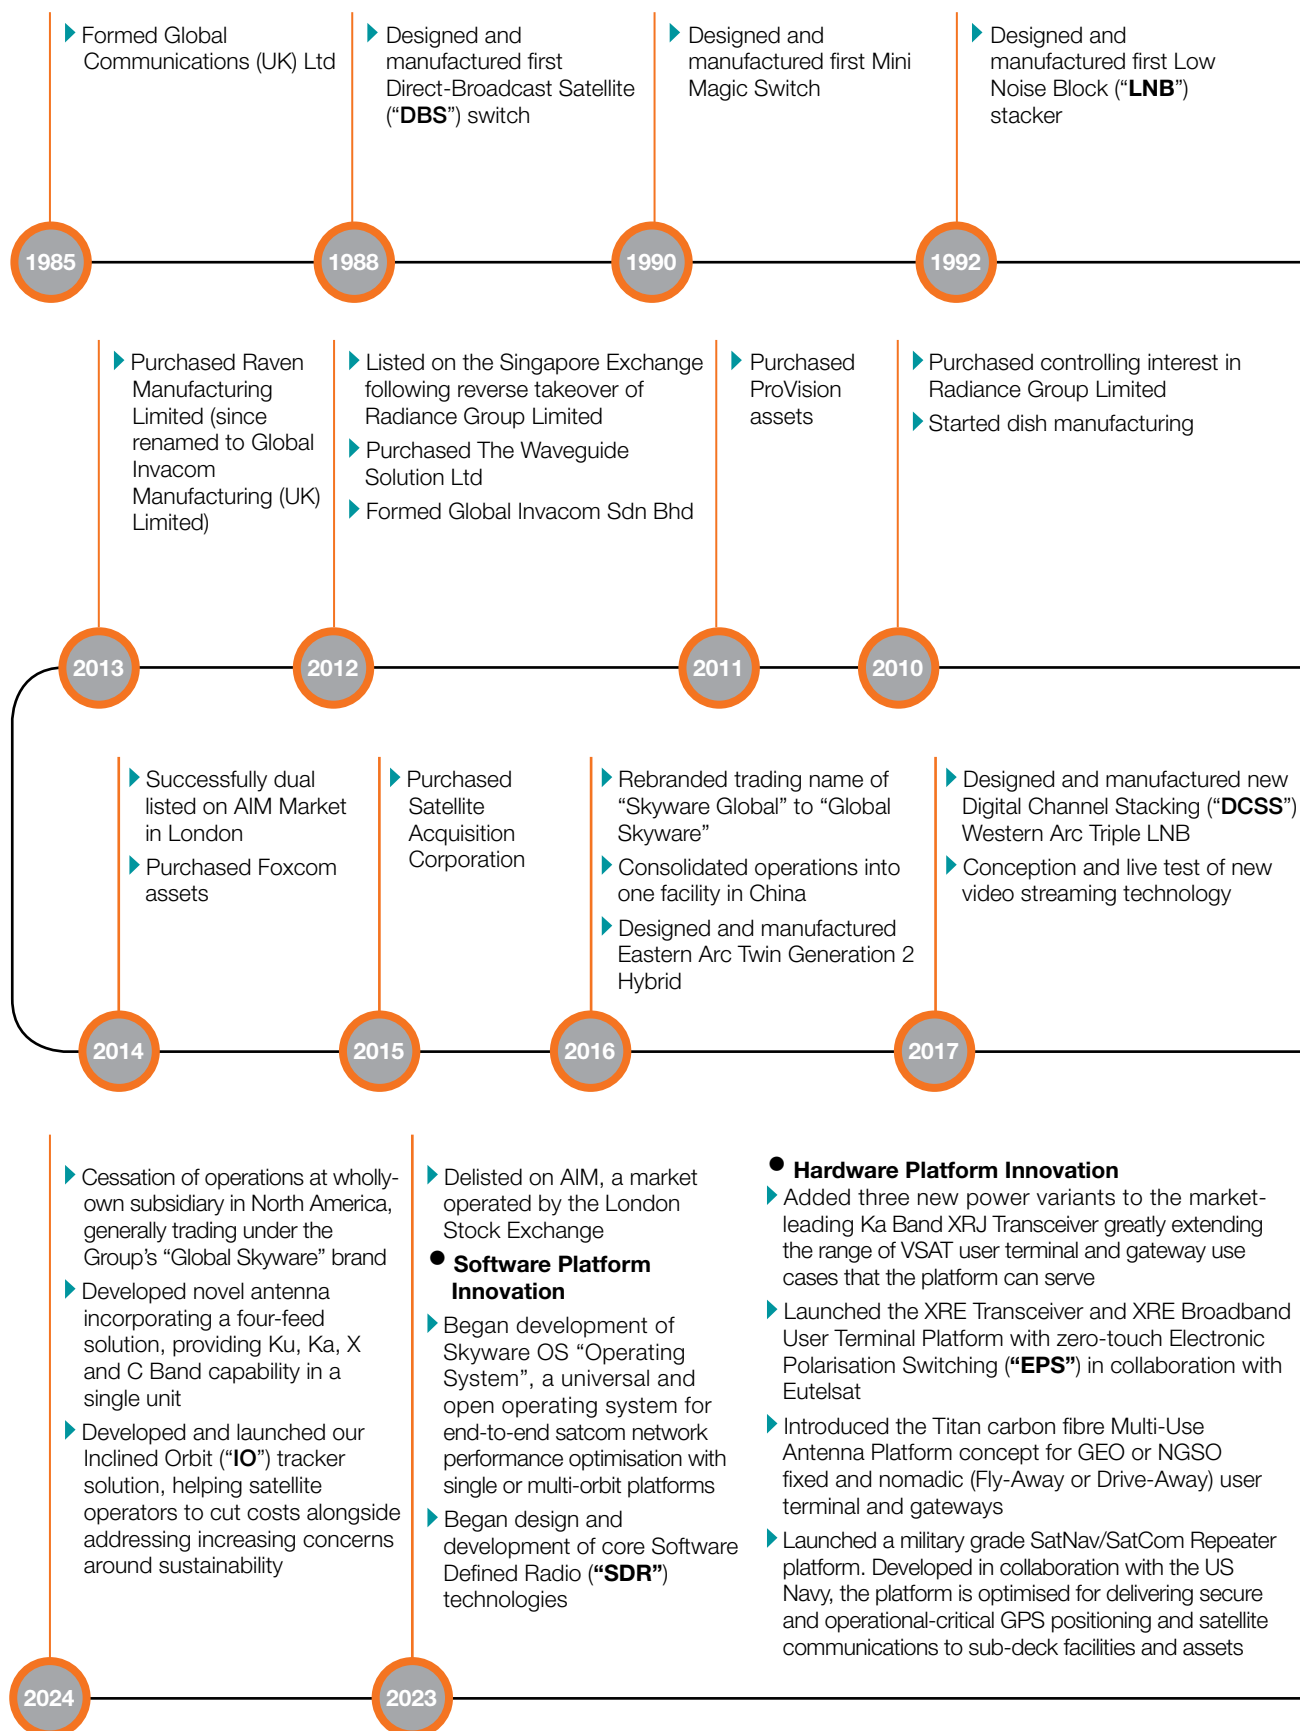 Formed Global
Communications (UK) Ltd
Designed and
manufactured first
Direct-Broadcast Satellite
(“DBS”) switch
Designed and
manufactured first Mini
Magic Switch
Designed and
manufactured first Low
Noise Block (“LNB”)
stacker
1985
1988
1990
1992
Purchased Raven
Manufacturing
Limited (since
renamed to Global
Invacom
Manufacturing (UK)
Limited)
Listed on the Singapore Exchange
following reverse takeover of
Radiance Group Limited
Purchased The Waveguide
Solution Ltd
Formed Global Invacom Sdn Bhd
Purchased
ProVision
assets
Purchased controlling interest in
Radiance Group Limited
Started dish manufacturing
2013
2012
2011
2010
Successfully dual
listed on AIM Market
in London
Purchased Foxcom
assets
Purchased
Satellite
Acquisition
Corporation
Rebranded trading name of
“Skyware Global” to “Global
Skyware”
Consolidated operations into
one facility in China
Designed and manufactured
Eastern Arc Twin Generation 2
Hybrid
Designed and manufactured new
Digital Channel Stacking (“DCSS”)
Western Arc Triple LNB
Conception and live test of new
video streaming technology
2014
2015
2016
2017
Cessation of operations at wholly-
own subsidiary in North America,
generally trading under the
Group’s “Global Skyware” brand
Developed novel antenna
incorporating a four-feed
solution, providing Ku, Ka, X
and C Band capability in a
single unit
Developed and launched our
Inclined Orbit (“IO”) tracker
solution, helping satellite
operators to cut costs alongside
addressing increasing concerns
around sustainability
Delisted on AIM, a market
operated by the London
Stock Exchange
● Software Platform
Innovation
Began development of
Skyware OS “Operating
System”, a universal and
open operating system for
end-to-end satcom network
performance optimisation with
single or multi-orbit platforms
Began design and
development of core Software
Defined Radio (“SDR”)
technologies
● Hardware Platform Innovation
Added three new power variants to the market-
leading Ka Band XRJ Transceiver greatly extending
the range of VSAT user terminal and gateway use
cases that the platform can serve
Launched the XRE Transceiver and XRE Broadband
User Terminal Platform with zero-touch Electronic
Polarisation Switching (“EPS”) in collaboration with
Eutelsat
Introduced the Titan carbon fibre Multi-Use
Antenna Platform concept for GEO or NGSO
fixed and nomadic (Fly-Away or Drive-Away) user
terminal and gateways
Launched a military grade SatNav/SatCom Repeater
platform. Developed in collaboration with the US
Navy, the platform is optimised for delivering secure
and operational-critical GPS positioning and satellite
communications to sub-deck facilities and assets
2024
2023